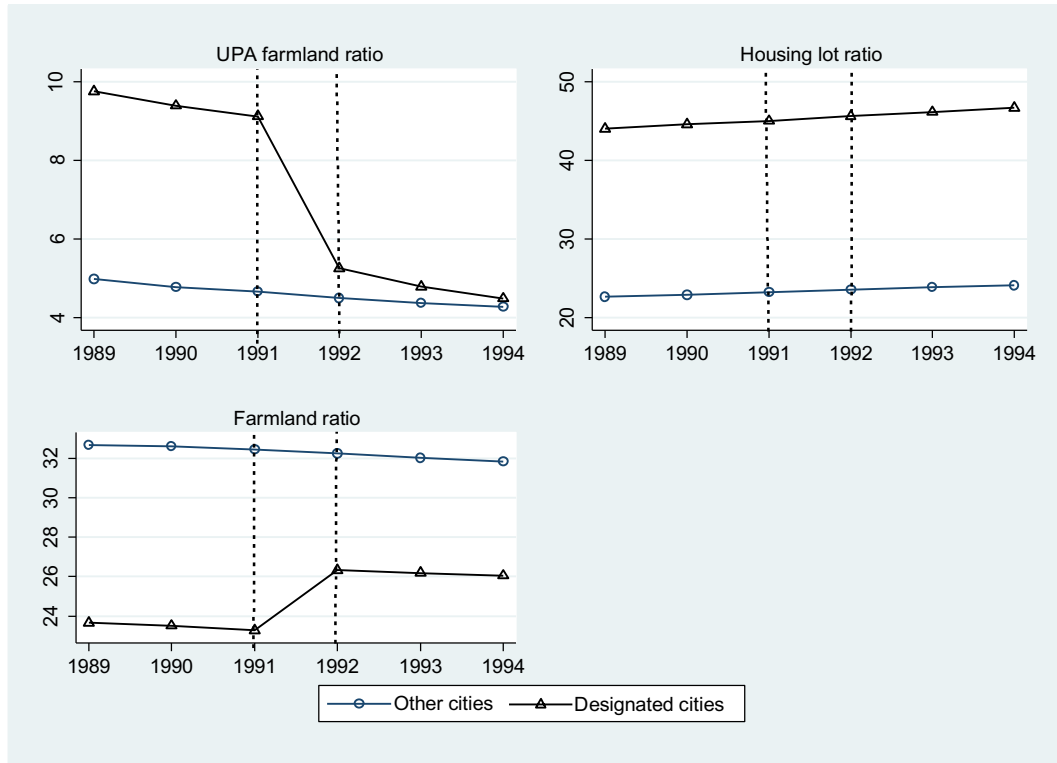 UPA farmland ratio
10
8
6
4
1989 1990 1991 1992 1993 1994
Housing lot ratio
50
40
30
20
1989 1990 1991 1992 1993 1994
Farmland ratio
32
30
28
26
24
1989 1990 1991 1992 1993 1994
Other cities Designated cities